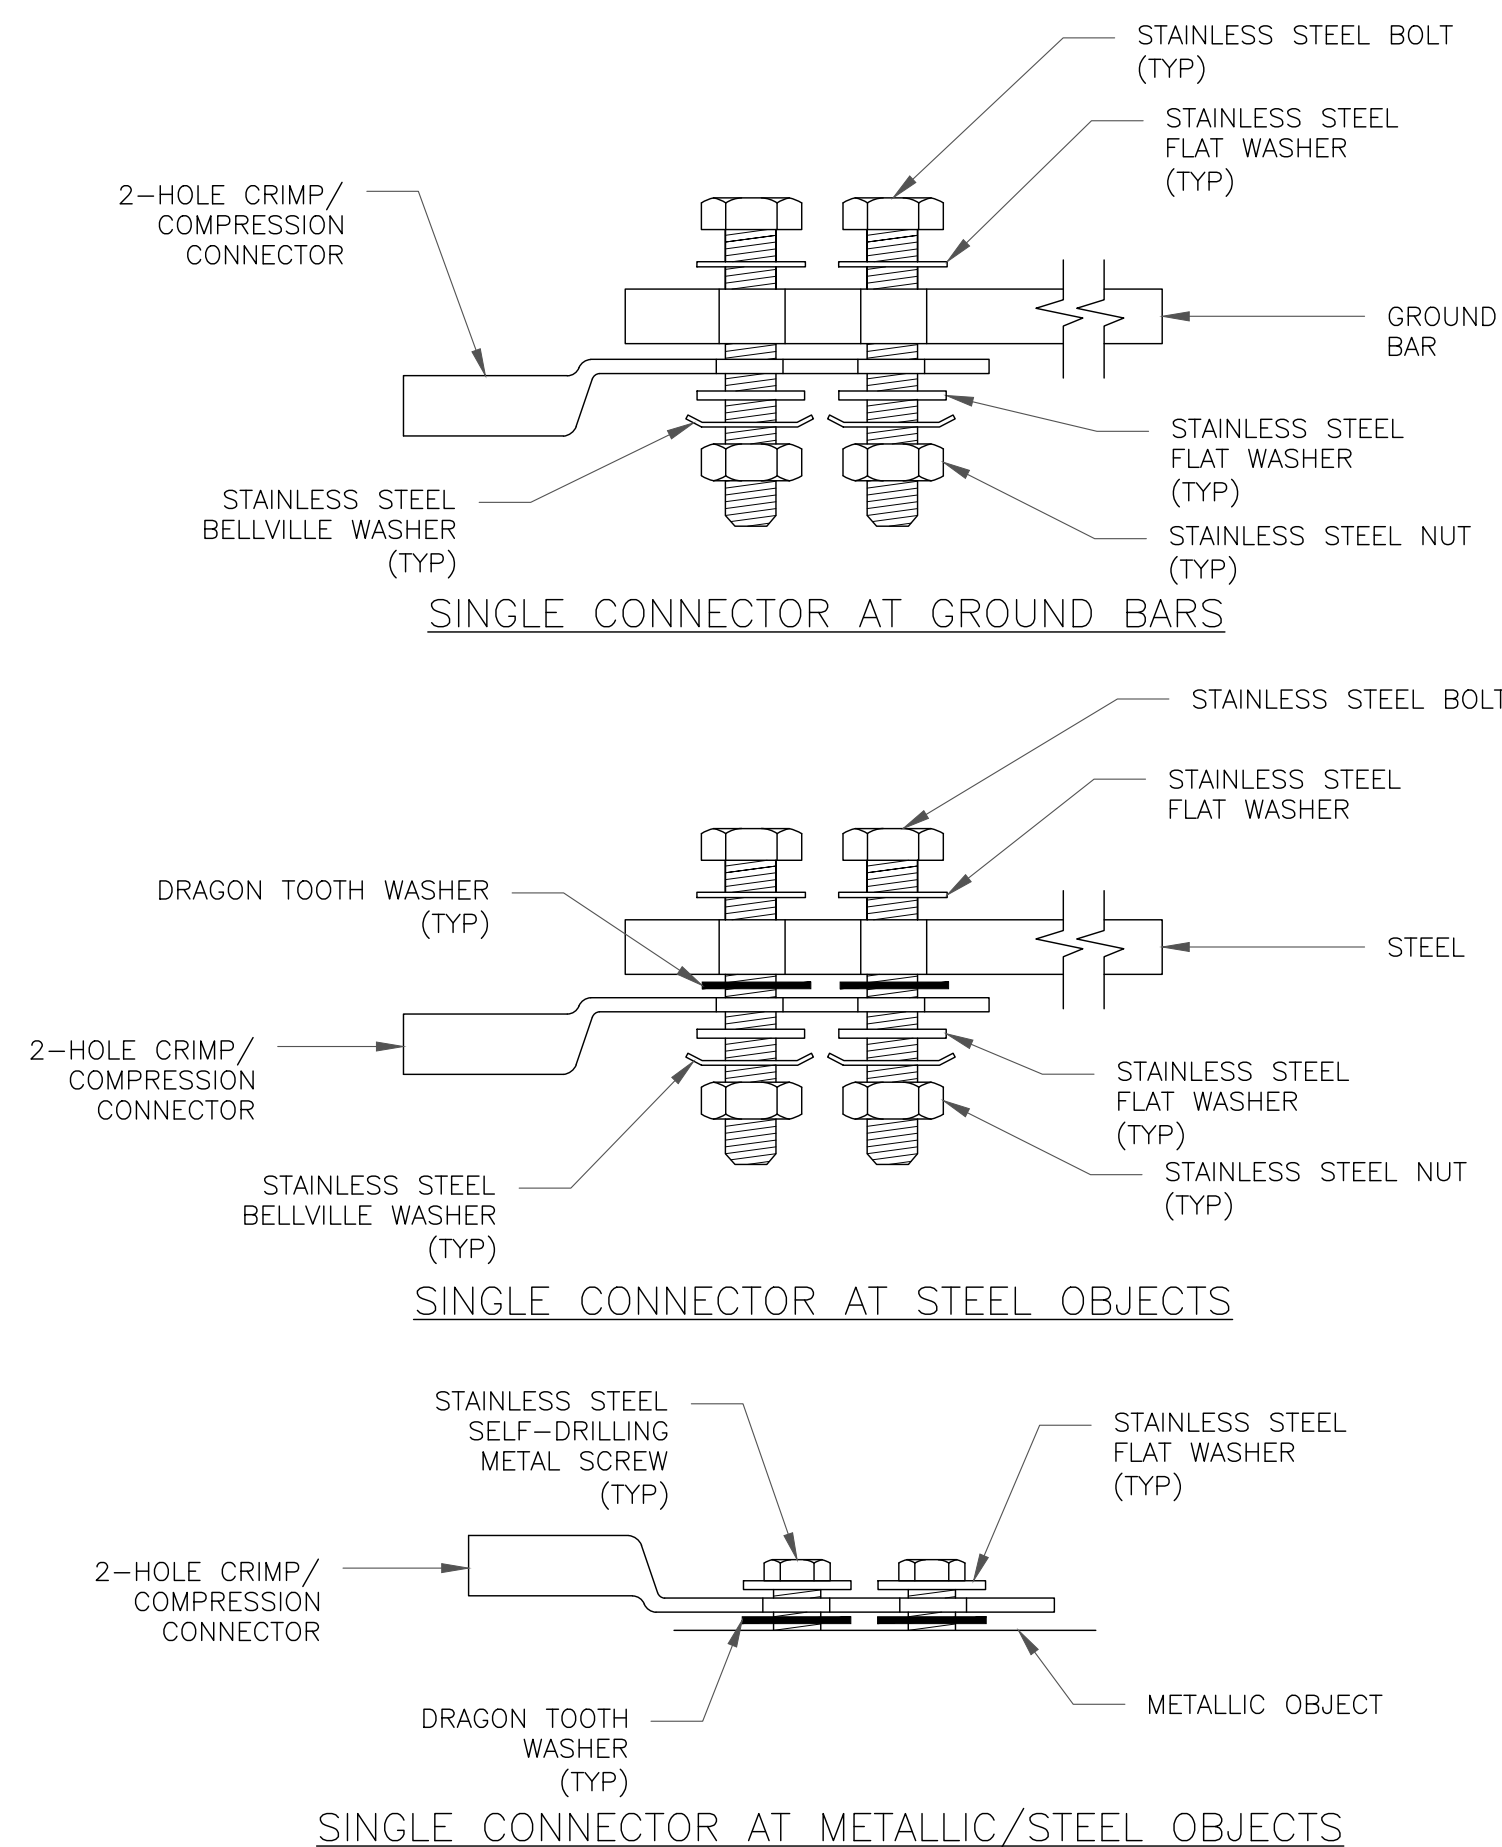 STAINLESS STEEL BOLT
(TYP)
STAINLESS STEEL
FLAT WASHER
(TYP)
2-HOLE CRIMP/
COMPRESSION
CONNECTOR
GROUND
BAR
STAINLESS STEEL
FLAT WASHER
(TYP)
STAINLESS STEEL
BELLVILLE WASHER
(TYP)
STAINLESS STEEL NUT
(TYP)
SINGLE CONNECTOR AT GROUND BARS
STAINLESS STEEL BOLT
STAINLESS STEEL
FLAT WASHER
DRAGON TOOTH WASHER
(TYP)
STEEL
2-HOLE CRIMP/
COMPRESSION
CONNECTOR
STAINLESS STEEL
FLAT WASHER
(TYP)
STAINLESS STEEL NUT
(TYP)
STAINLESS STEEL
BELLVILLE WASHER
(TYP)
SINGLE CONNECTOR AT STEEL OBJECTS
STAINLESS STEEL
SELF-DRILLING
METAL SCREW
(TYP)
STAINLESS STEEL
FLAT WASHER
(TYP)
2-HOLE CRIMP/
COMPRESSION
CONNECTOR
METALLIC OBJECT
DRAGON TOOTH
WASHER
(TYP)
SINGLE CONNECTOR AT METALLIC/STEEL OBJECTS